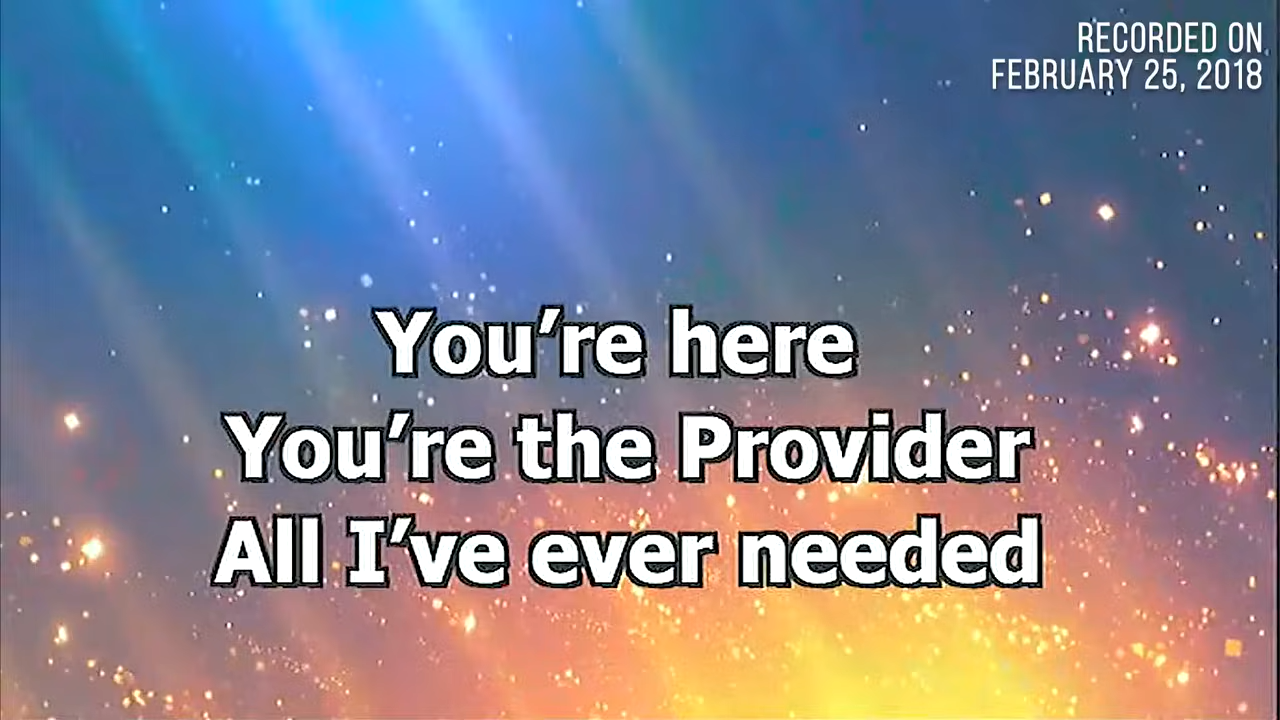 RECORDED ON
FEBRUARY 25, 2018
You're here
You're the Provider
All I've ever needed